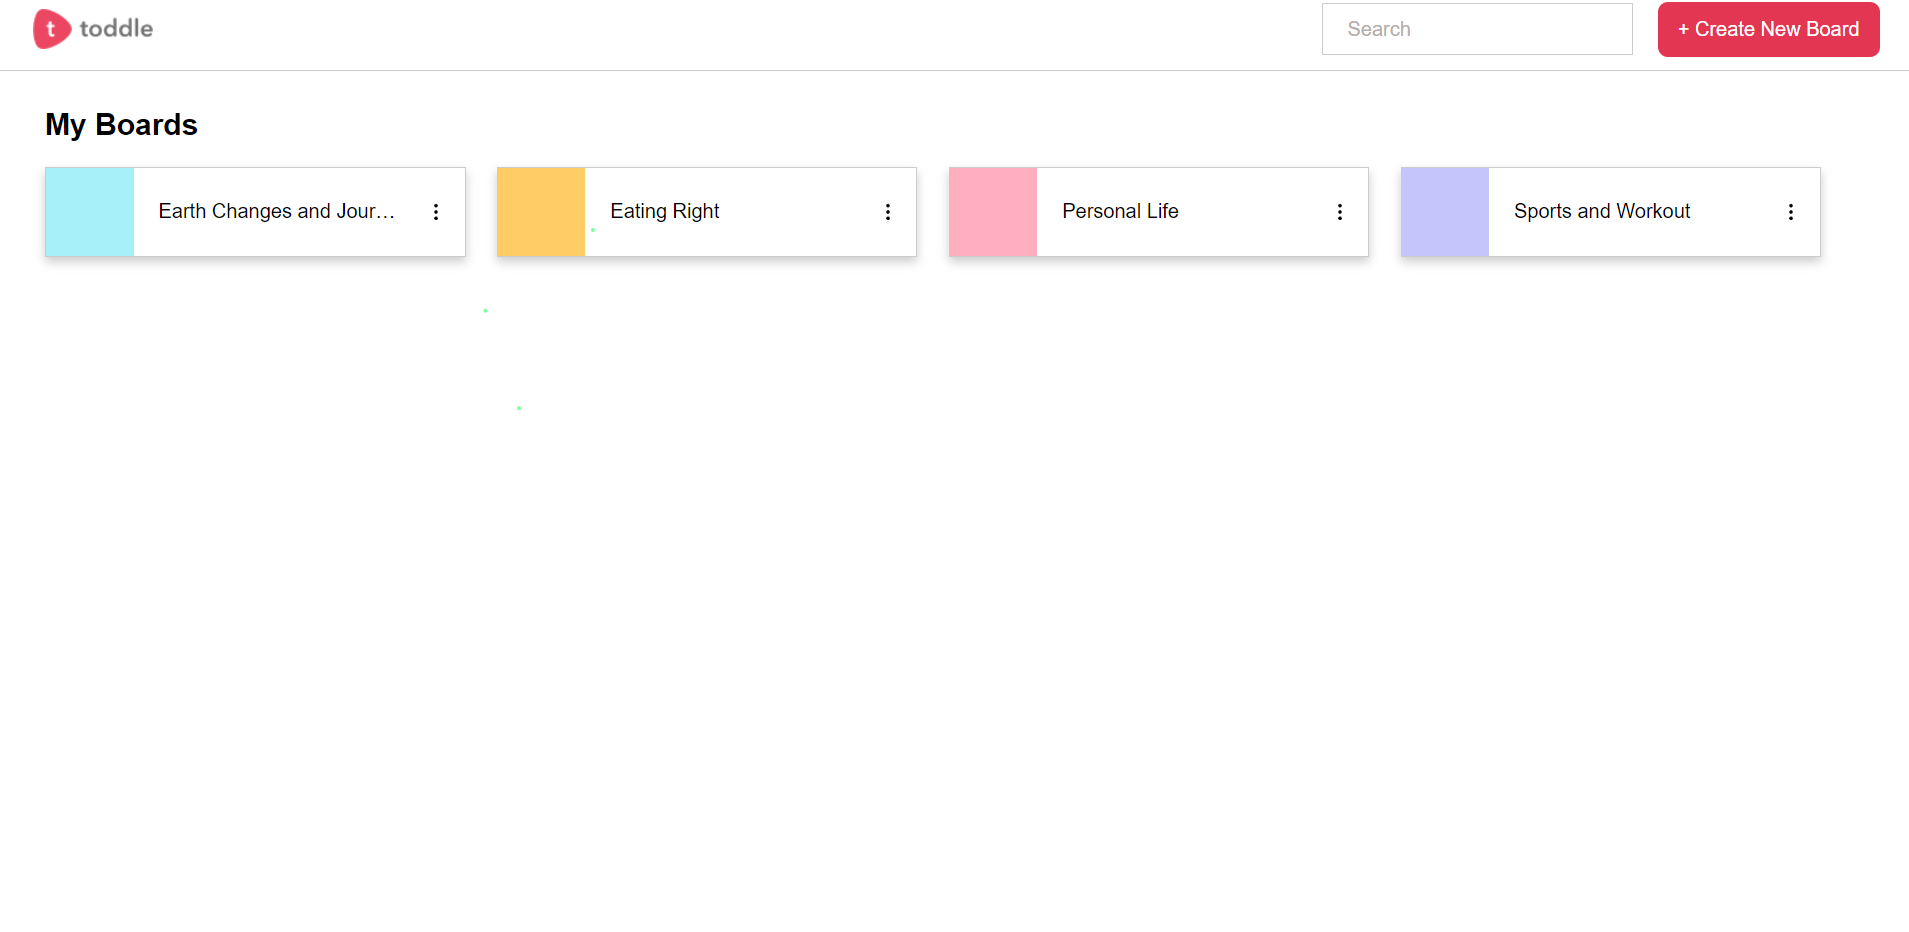 t toddle
Search
+ Create New Board
My Boards
Earth Changes and Jour...
Eating Right
Personal Life
Sports and Workout